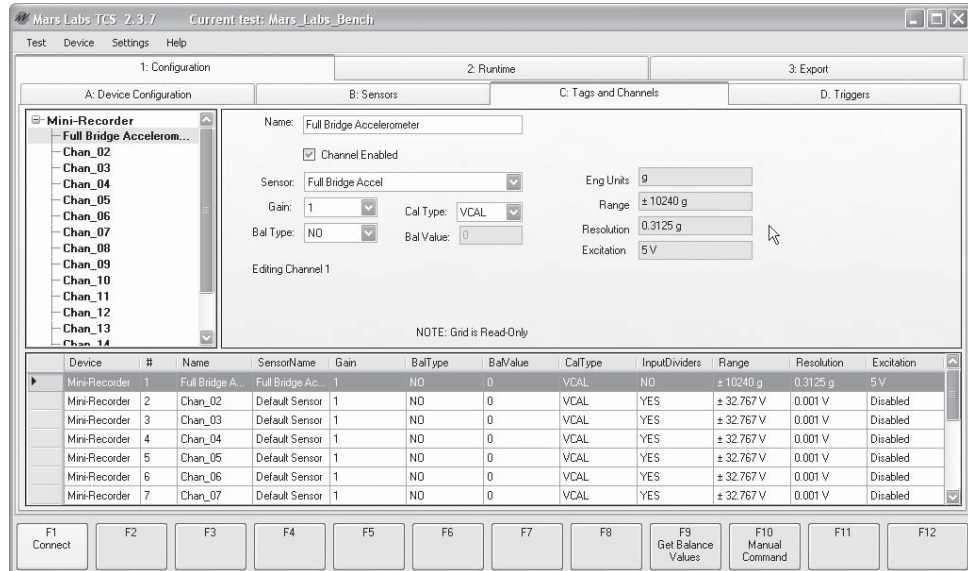 Mars Labs TCS 2.3.7 Current test: Mars_Labs_Bench
Test Device Settings Help
1: Configuration 2: Runtime 3: Export
A: Device Configuration B: Sensors C: Tags and Channels D. Triggers
Mini-Recorder
Full Bridge Accelerom...
Chan_02
Chan_03
Chan_04
Chan_05
Chan_06
Chan_07
Chan_08
Chan_09
Chan_10
Chan_11
Chan_12
Chan_13
Chan_14
Name: Full Bridge Accelerometer
Channel Enabled
Sensor: Full Bridge Accel
Gain: 1 Cal Type: VCAL
Bal Type: NO Bal Value: 0
Editing Channel 1
Eng Units g
Range ± 10240 g
Resolution 0.3125 g
Excitation 5 V
NOTE: Grid is Read-Only
Device # Name SensorName Gain BalType BalValue CalType InputDividers Range Resolution Excitation
Mini-Recorder 1 Full Bridge A... Full Bridge Ac... 1 NO 0 VCAL NO ± 10240 g 0.3125 g 5 V
Mini-Recorder 2 Chan_02 Default Sensor 1 NO 0 VCAL YES ± 32.767 V 0.001 V Disabled
Mini-Recorder 3 Chan_03 Default Sensor 1 NO 0 VCAL YES ± 32.767 V 0.001 V Disabled
Mini-Recorder 4 Chan_04 Default Sensor 1 NO 0 VCAL YES ± 32.767 V 0.001 V Disabled
Mini-Recorder 5 Chan_05 Default Sensor 1 NO 0 VCAL YES ± 32.767 V 0.001 V Disabled
Mini-Recorder 6 Chan_06 Default Sensor 1 NO 0 VCAL YES ± 32.767 V 0.001 V Disabled
Mini-Recorder 7 Chan_07 Default Sensor 1 NO 0 VCAL YES ± 32.767 V 0.001 V Disabled
F1 Connect
F2
F3
F4
F5
F6
F7
F8
F9 Get Balance Values
F10 Manual Command
F11
F12